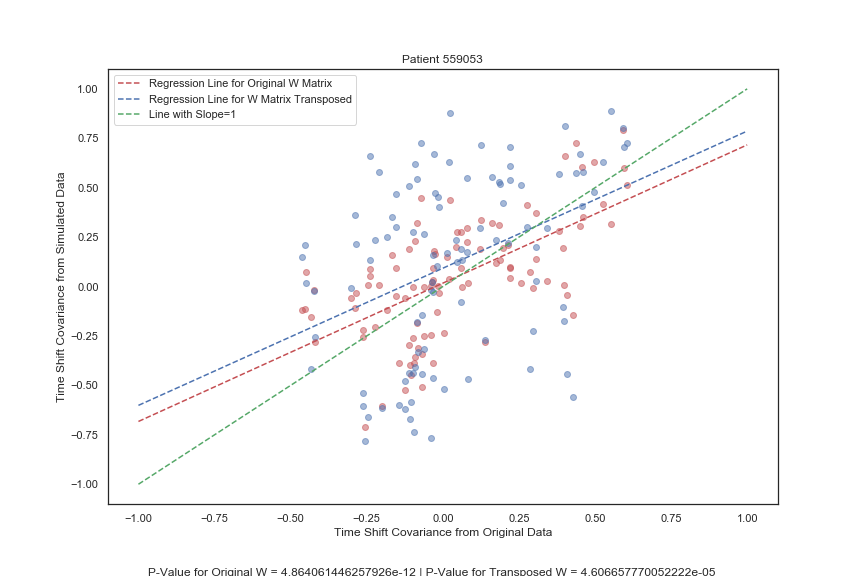 Patient 559053
Regression Line for Original W Matrix
Regression Line for W Matrix Transposed
Line with Slope=1
1.00
0.75
0.50
0.25
0.00
−0.25
−0.50
−0.75
−1.00
Time Shift Covariance from Simulated Data
−1.00 −0.75 −0.50 −0.25 0.00 0.25 0.50 0.75 1.00
Time Shift Covariance from Original Data
P-Value for Original W = 4.864061446257926e-12 | P-Value for Transposed W = 4.606657770052222e-05